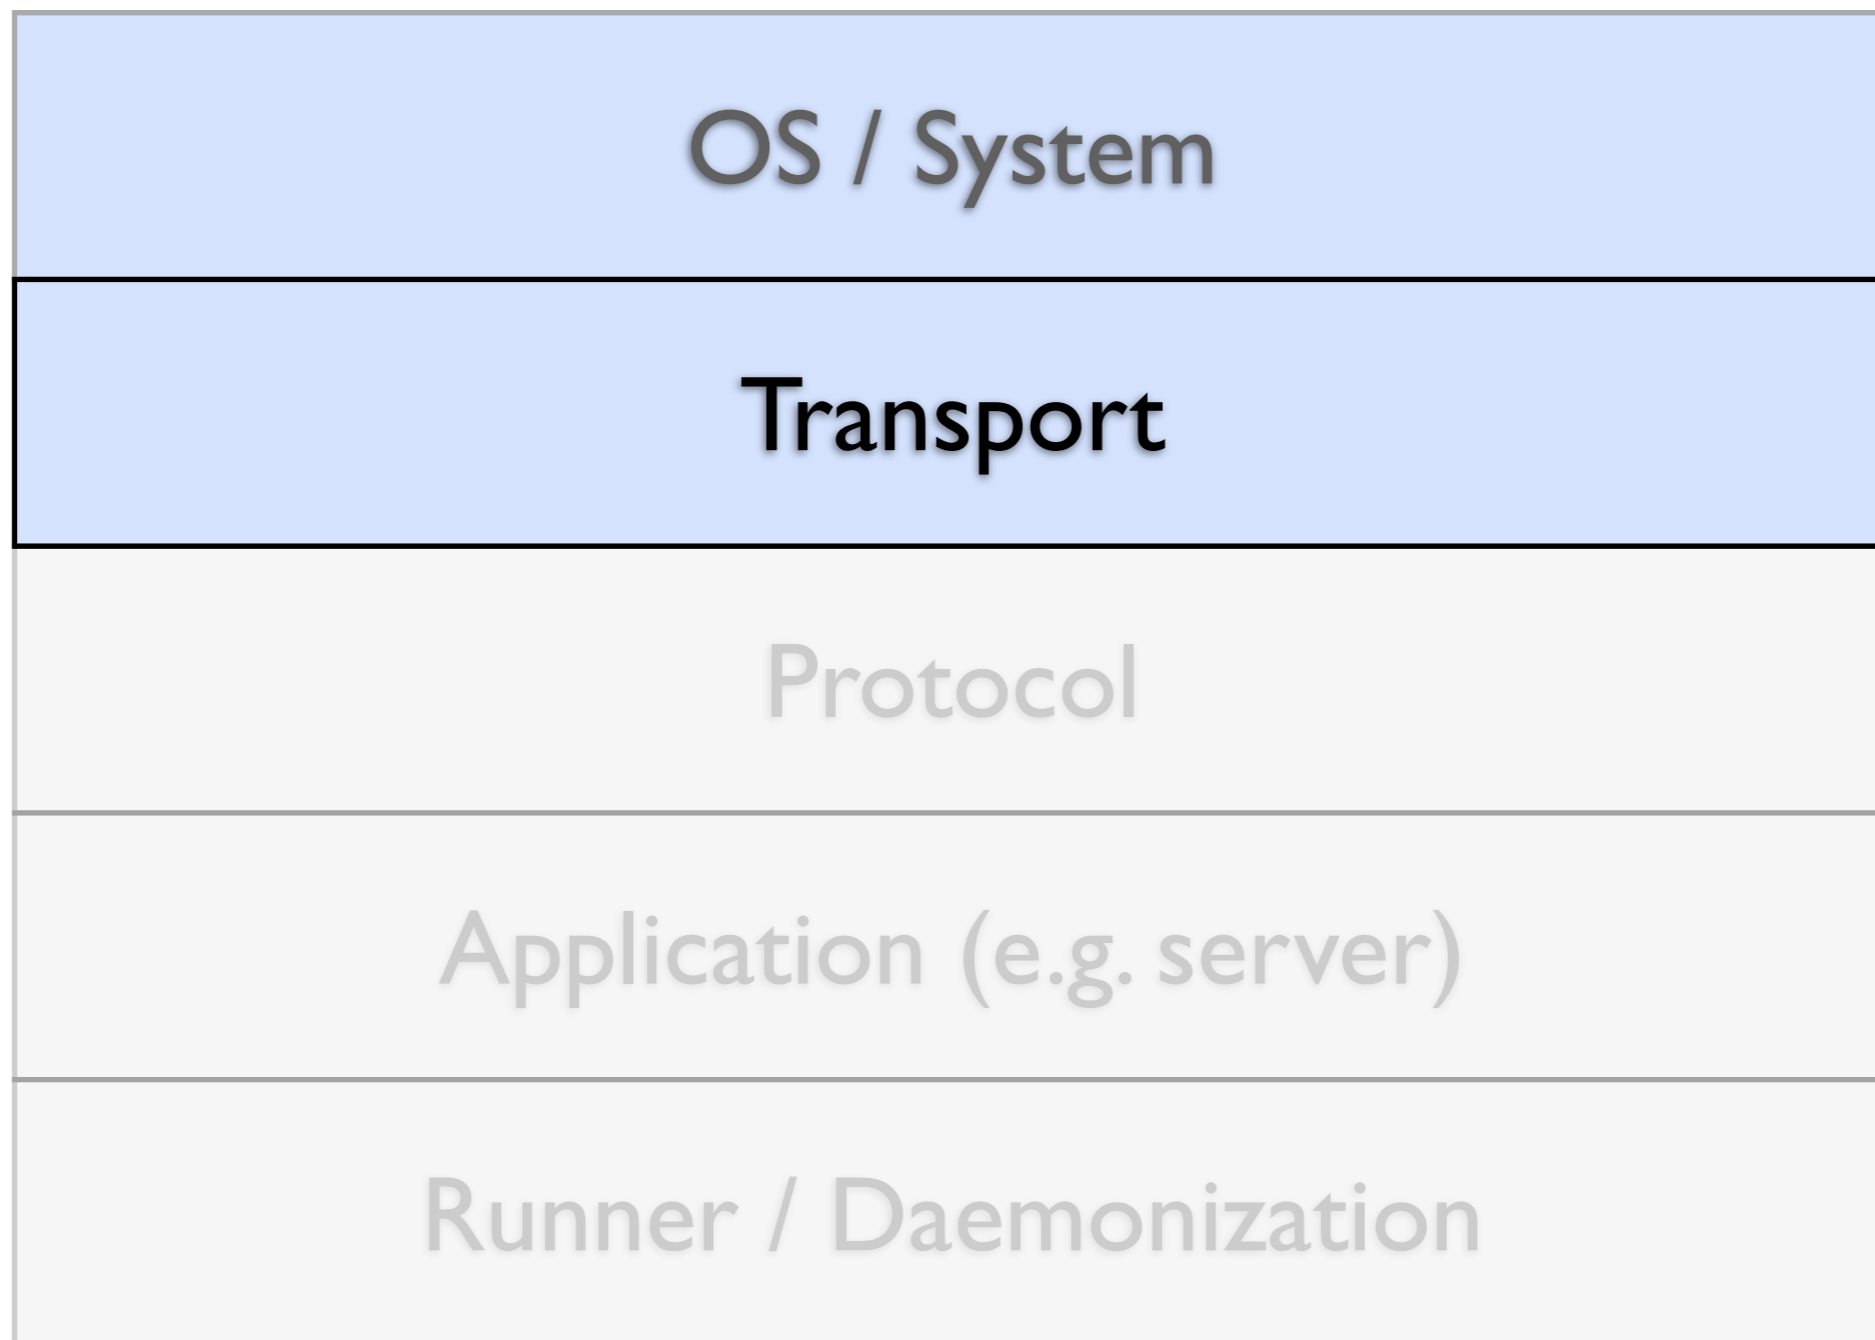 OS / System
Transport
Protocol
Application (e.g. server)
Runner / Daemonization